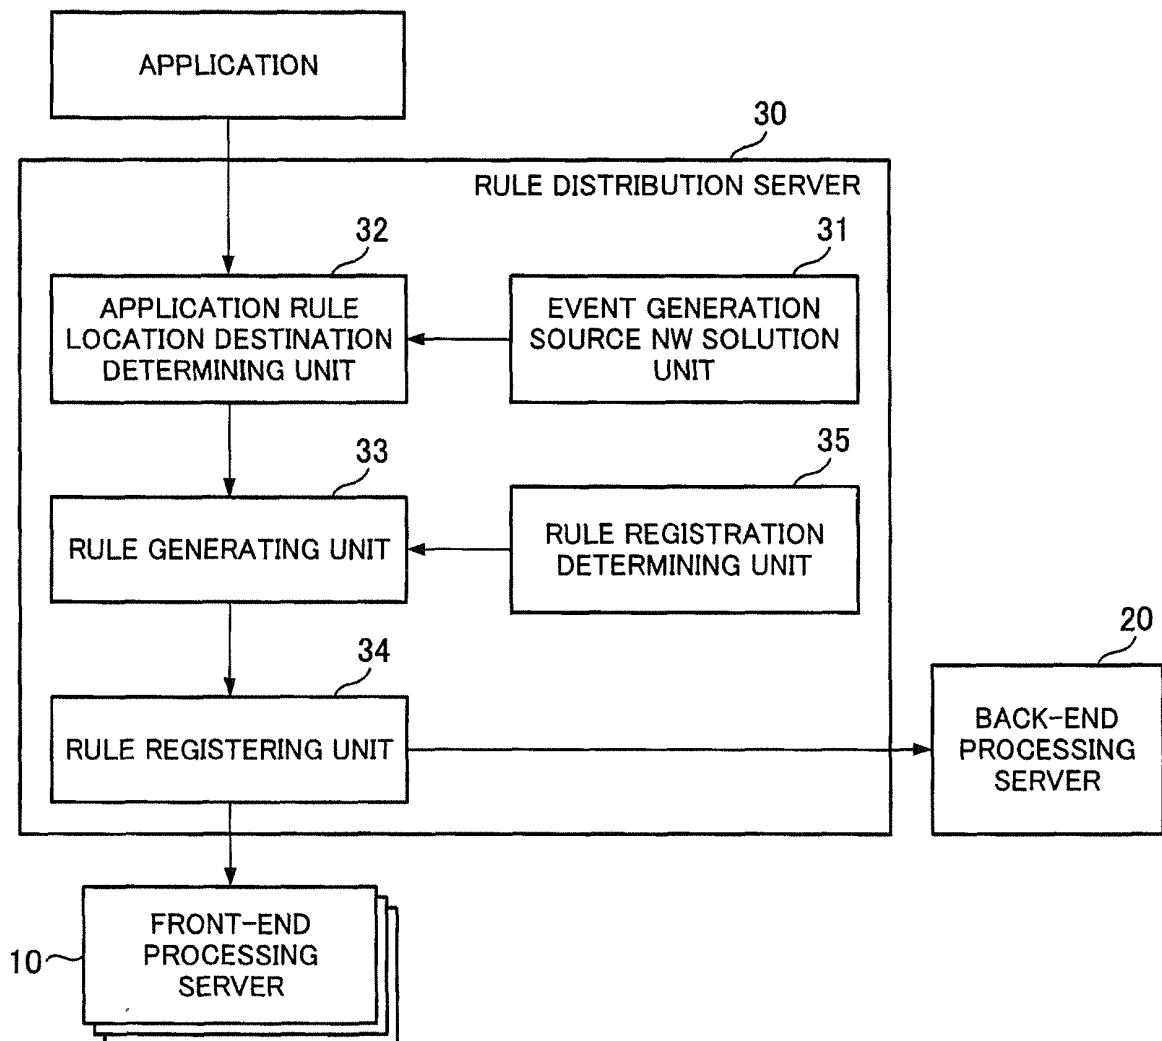 APPLICATION
30
RULE DISTRIBUTION SERVER
32
31
APPLICATION RULE
LOCATION DESTINATION
DETERMINING UNIT
EVENT GENERATION
SOURCE NW SOLUTION
UNIT
33
35
RULE GENERATING UNIT
RULE REGISTRATION
DETERMINING UNIT
34
20
RULE REGISTERING UNIT
BACK-END
PROCESSING
SERVER
10
FRONT-END
PROCESSING
SERVER